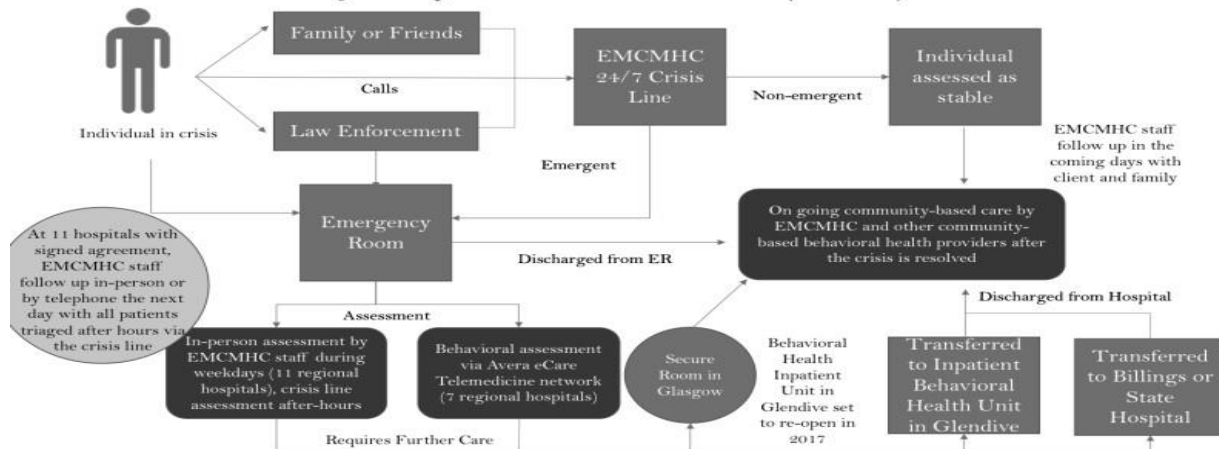 Family or Friends
EMCMHC
24/7 Crisis
Line
Individual
assessed as
stable
Calls
Non-emergent
Individual in crisis
Law Enforcement
Emergent
EMCMHC staff
follow up in the
coming days with
client and family
Emergency
Room
On going community-based care by
EMCMHC and other community-
based behavioral health providers after
the crisis is resolved
At 11 hospitals with
signed agreement,
EMCMHC staff
follow up in-person or
by telephone the next
day with all patients
triaged after hours via
the crisis line
Discharged from ER
Discharged from Hospital
Assessment
In-person assessment by
EMCMHC staff during
weekdays (11 regional
hospitals), crisis line
assessment after-hours
Behavioral assessment
via Avera eCare
Telemedicine network
(7 regional hospitals)
Secure
Room in
Glasgow
Behavioral
Health
Inpatient
Unit in
Glendive set
to re-open in
2017
Transferred
to Inpatient
Behavioral
Health Unit
in Glendive
Transferred
to Billings or
State
Hospital
Requires Further Care